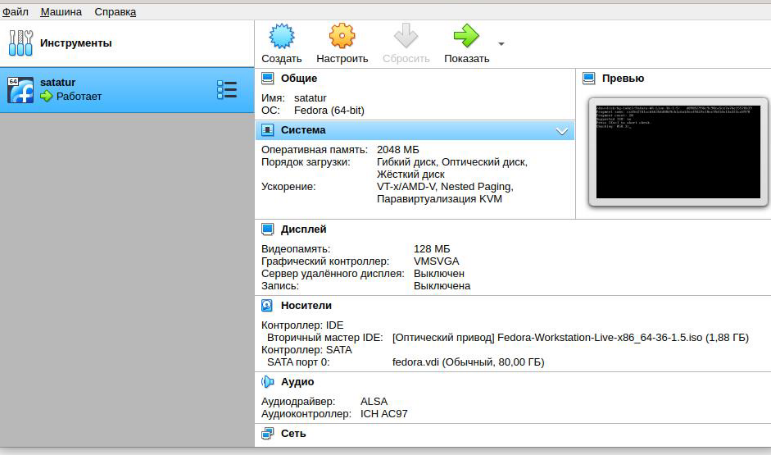 Файл Машина Справка
Инструменты
Создать Настроить Сбросить Показать
64
satatur
Работает
Общие
Имя: satatur
ОС: Fedora (64-bit)
Система
Оперативная память: 2048 МБ
Порядок загрузки: Гибкий диск, Оптический диск,
Жёсткий диск
Ускорение: VT-x/AMD-V, Nested Paging,
Паравиртуализация KVM
Превью
Дисплей
Видеопамять: 128 МБ
Графический контроллер: VMSVGA
Сервер удалённого дисплея: Выключен
Запись: Выключена
Носители
Контроллер: IDE
Вторичный мастер IDE: [Оптический привод] Fedora-Workstation-Live-x86_64-36-1.5.iso (1,88 ГБ)
Контроллер: SATA
SATA порт 0: fedora.vdi (Обычный, 80,00 ГБ)
Аудио
Аудиодрайвер: ALSA
Аудиоконтроллер: ICH AC97
Сеть